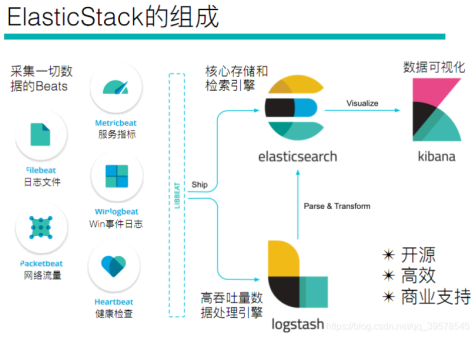 ElasticStack的组成
采集一切数
据的Beats
Metricbeat
服务指标
Filebeat
日志文件
Winlogbeat
Win事件日志
Packetbeat
网络流量
Heartbeat
健康检查
LIBBEAT
Ship
核心存储和
检索引擎
elasticsearch
Visualize
数据可视化
kibana
Parse & Transform
高吞吐量数
据处理引擎
logstash
✴ 开源
✴ 高效
✴ 商业支持
https://blog.csdn.net/qq_39578545